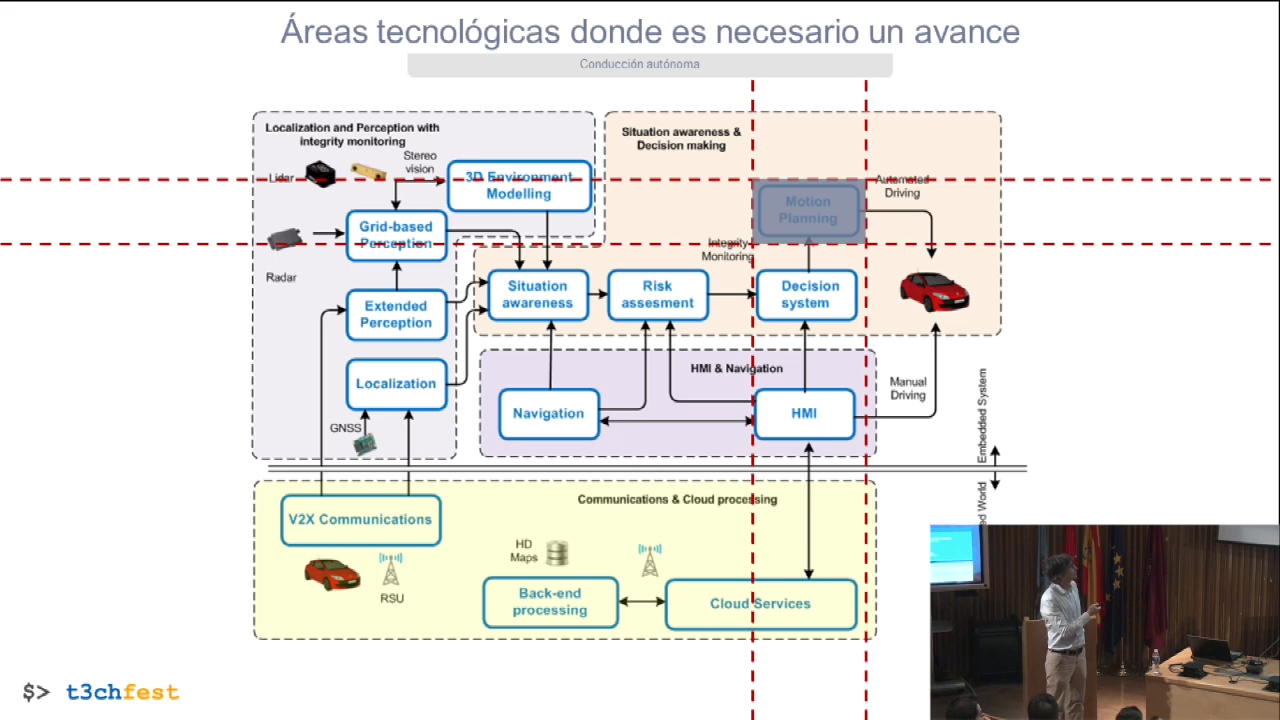 Áreas tecnológicas donde es necesario un avance
Conducción autónoma
Localization and Perception with
integrity monitoring
Lidar
Stereo
vision
3D Environment
Modelling
Grid-based
Perception
Radar
Extended
Perception
Localization
GNSS
Situation awareness &
Decision making
Motion
Planning
Automated
Driving
Integrity
Monitoring
Situation
awareness
Risk
assesment
Decision
system
HMI & Navigation
Navigation
HMI
Manual
Driving
Embedded System
ed World
Communications & Cloud processing
V2X Communications
RSU
HD
Maps
Back-end
processing
Cloud Services
$> t3chfest